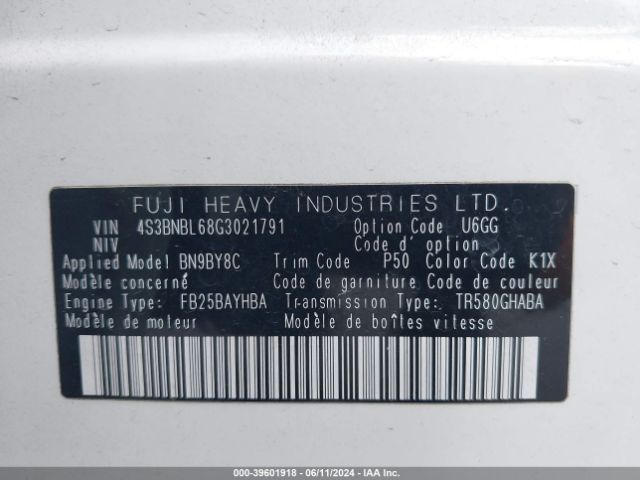 FUJI HEAVY INDUSTRIES LTD.
VIN 4S3BNBL68G3021791 Option Code U6GG
NIV Code d' option
Applied Model BN9BY8C Trim Code P50 Color Code K1X
Modèle concerné Code de garniture Code de couleur
Engine Type: FB25BAYHBA Transmission Type: TR580GHABA
Modèle de moteur Modèle de boîtes vitesse
000-39601918 - 06/11/2024 - IAA Inc.